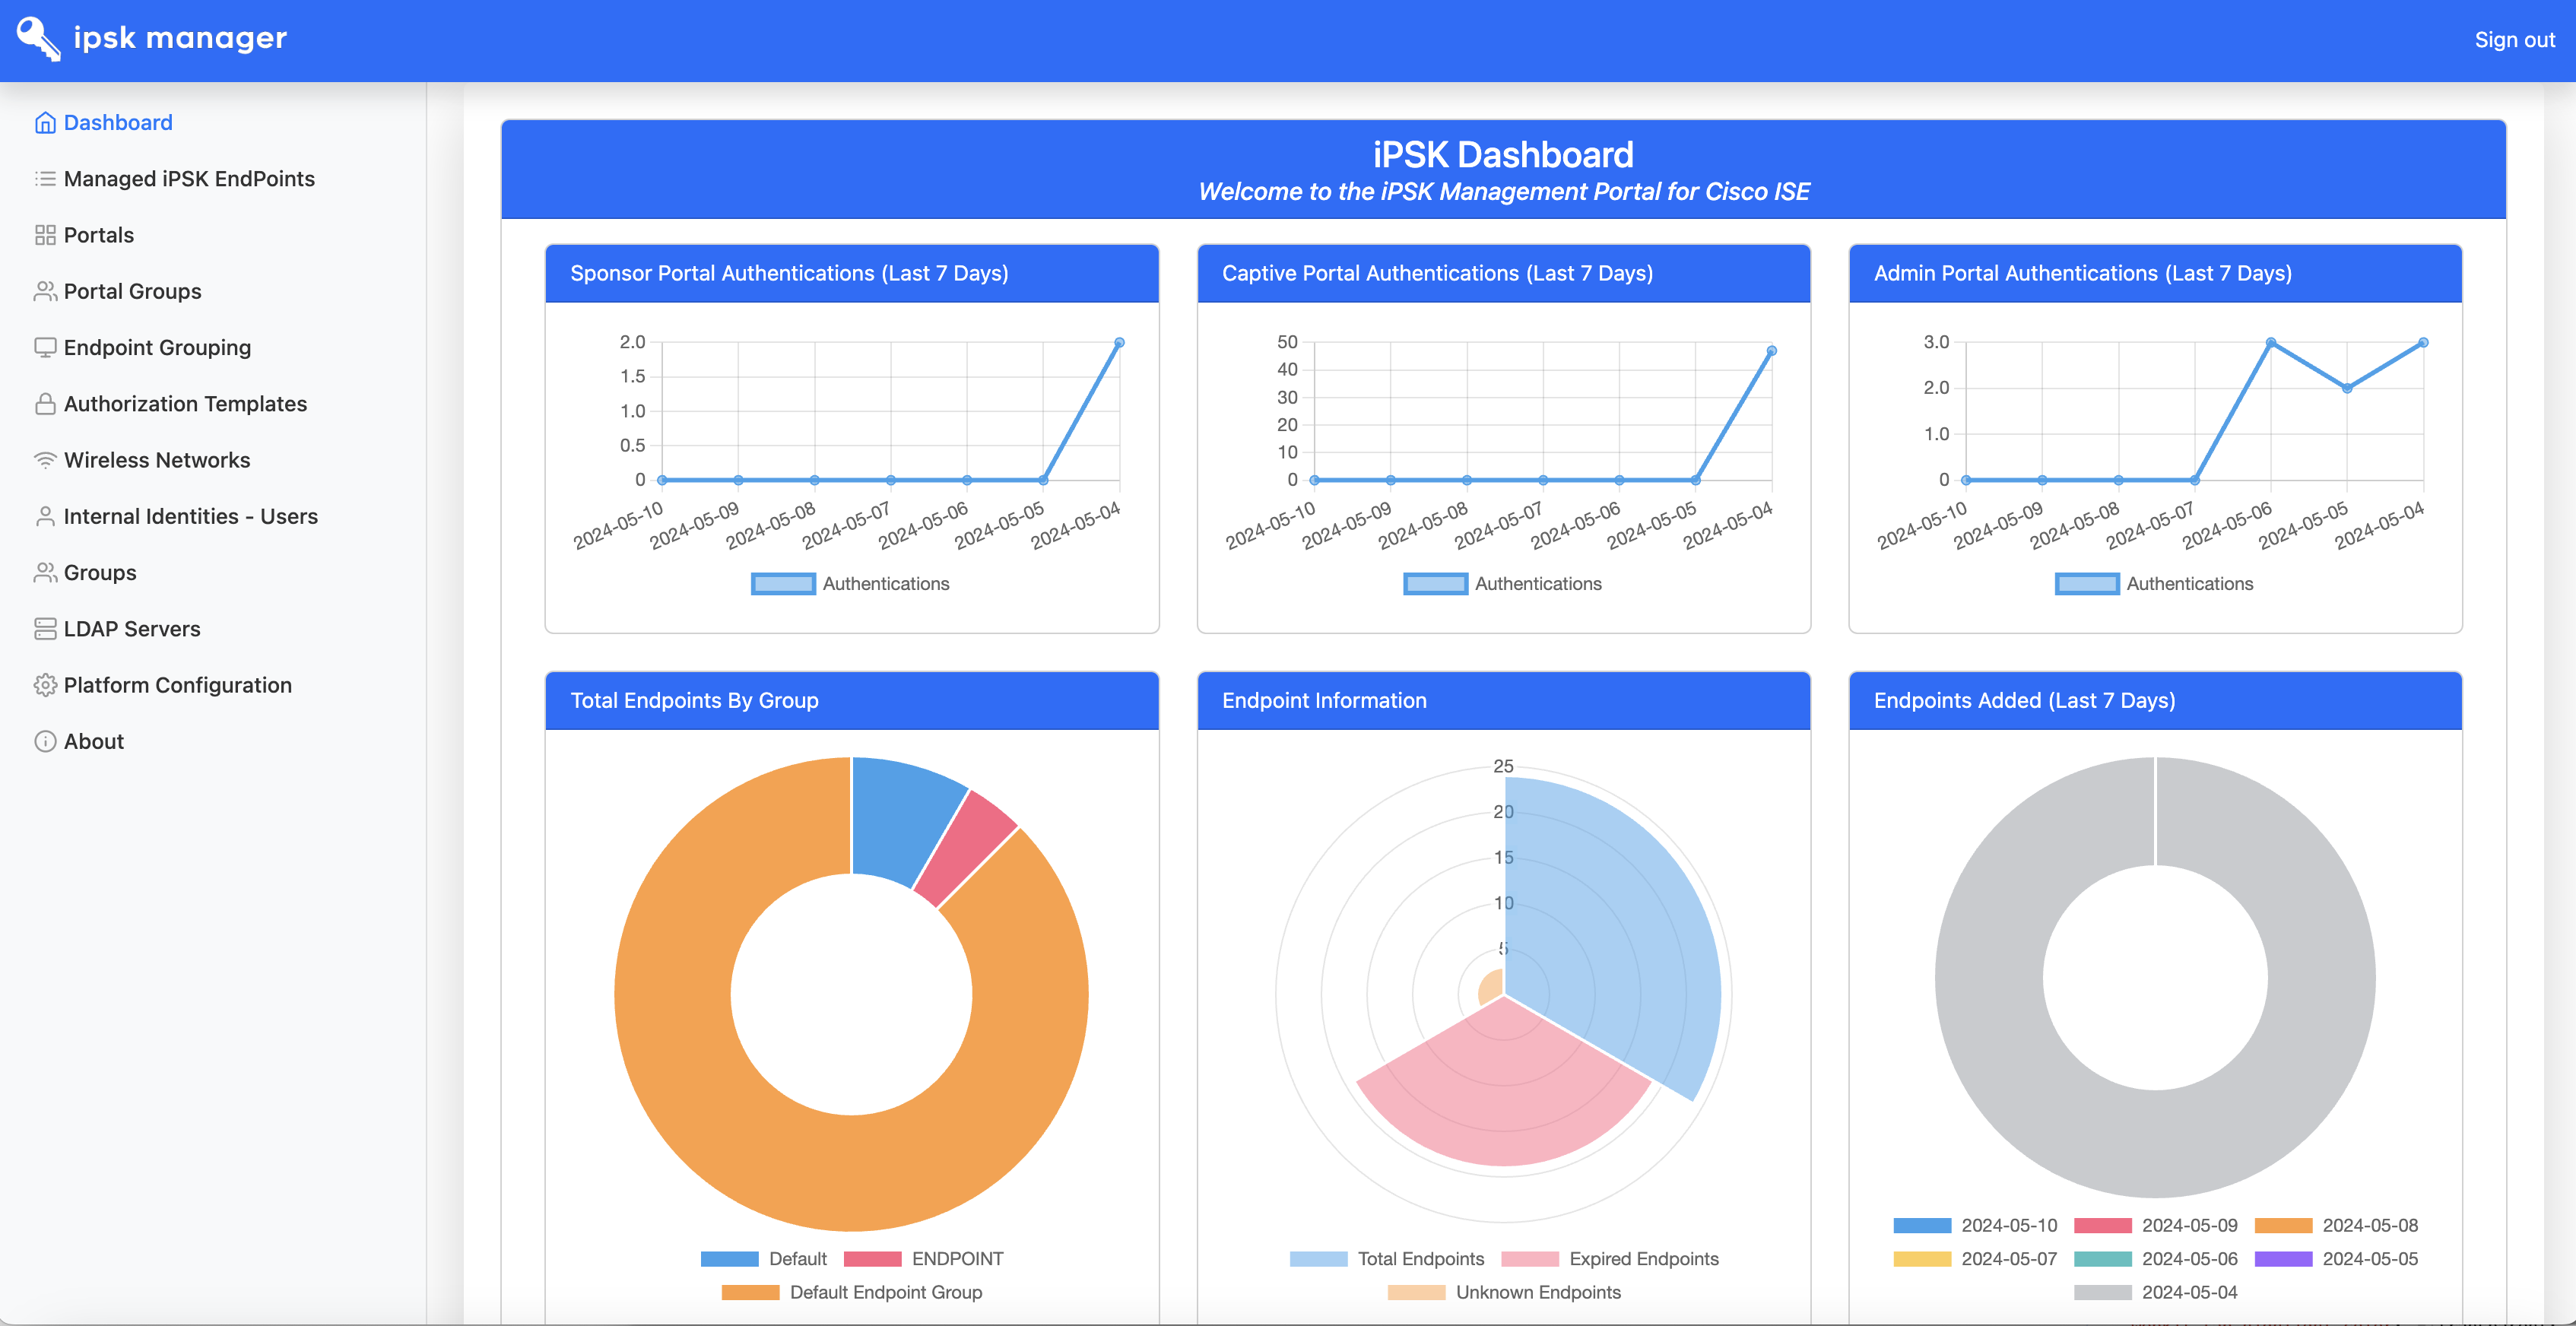 ipsk manager
Sign out
Dashboard
Managed iPSK EndPoints
Portals
Portal Groups
Endpoint Grouping
Authorization Templates
Wireless Networks
Internal Identities - Users
Groups
LDAP Servers
Platform Configuration
About
iPSK Dashboard
Welcome to the iPSK Management Portal for Cisco ISE
Sponsor Portal Authentications (Last 7 Days)
2.0
1.5
1.0
0.5
0
2024-05-10 2024-05-09 2024-05-08 2024-05-07 2024-05-06 2024-05-05 2024-05-04
Authentications
Captive Portal Authentications (Last 7 Days)
50
40
30
20
10
0
2024-05-10 2024-05-09 2024-05-08 2024-05-07 2024-05-06 2024-05-05 2024-05-04
Authentications
Admin Portal Authentications (Last 7 Days)
3.0
2.0
1.0
0
2024-05-10 2024-05-09 2024-05-08 2024-05-07 2024-05-06 2024-05-05 2024-05-04
Authentications
Total Endpoints By Group
Default ENDPOINT
Default Endpoint Group
Endpoint Information
25
20
15
10
5
Total Endpoints Expired Endpoints
Unknown Endpoints
Endpoints Added (Last 7 Days)
2024-05-10 2024-05-09 2024-05-08
2024-05-07 2024-05-06 2024-05-05
2024-05-04